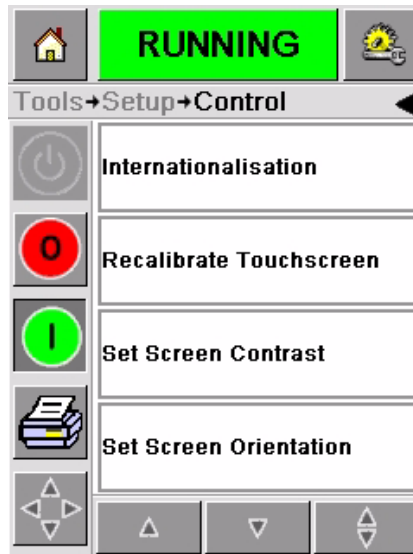 RUNNING
Tools→Setup→Control
Internationalisation
O
Recalibrate Touchscreen
I
Set Screen Contrast
Set Screen Orientation